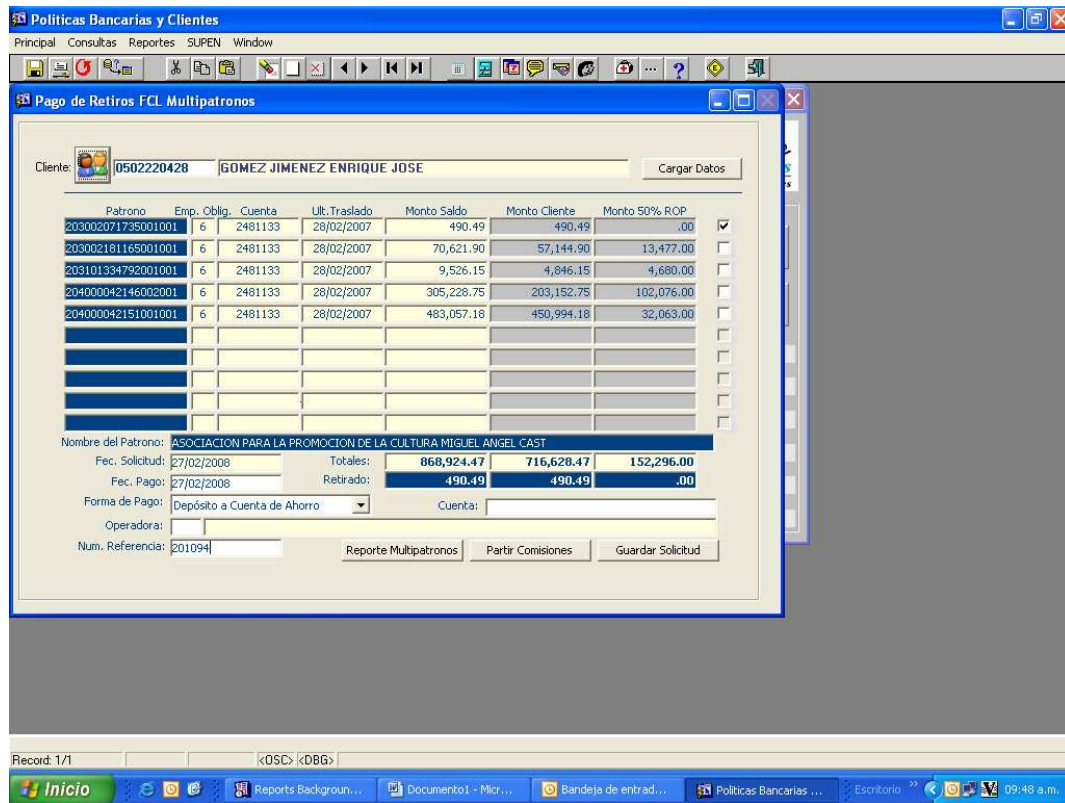 Politicas Bancarias y Clientes
Principal Consultas Reportes SUPEN Window
Pago de Retiros FCL Multipatronos
Cliente: 0502220428 GOMEZ JIMENEZ ENRIQUE JOSE Cargar Datos
Patrono Emp. Oblig. Cuenta Ult.Traslado Monto Saldo Monto Cliente Monto 50% ROP
203002071735001001 6 2481133 28/02/2007 490.49 490.49 .00
203002181165001001 6 2481133 28/02/2007 70,621.90 57,144.90 13,477.00
203101334792001001 6 2481133 28/02/2007 9,526.15 4,846.15 4,680.00
204000042146002001 6 2481133 28/02/2007 305,228.75 203,152.75 102,076.00
204000042151001001 6 2481133 28/02/2007 483,057.18 450,994.18 32,063.00
Nombre del Patrono: ASOCIACION PARA LA PROMOCION DE LA CULTURA MIGUEL ANGEL CAST
Fec. Solicitud: 27/02/2008 Totales: 868,924.47 716,628.47 152,296.00
Fec. Pago: 27/02/2008 Retirado: 490.49 490.49 .00
Forma de Pago: Depósito a Cuenta de Ahorro Cuenta:
Operadora:
Num. Referencia: 201094 Reporte Multipatronos Partir Comisiones Guardar Solicitud
Record: 1/1 <OSC> <DBG>
Inicio Reports Backgroun... Documento1 - Micr... Bandeja de entrad... Politicas Bancarias ... Escritorio 09:48 a.m.